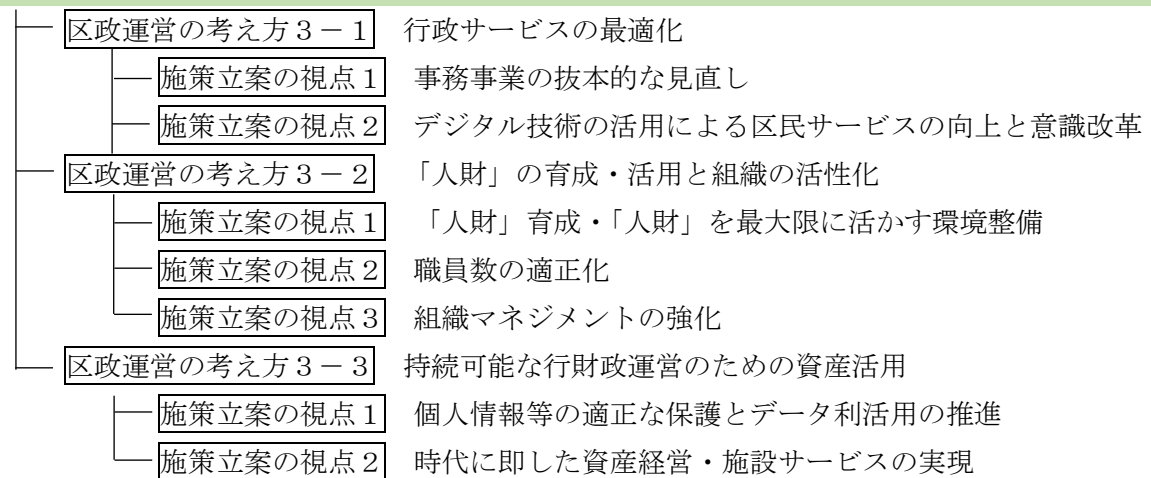 区政運営の考え方3-1 行政サービスの最適化
施策立案の視点1 事務事業の抜本的な見直し
施策立案の視点2 デジタル技術の活用による区民サービスの向上と意識改革
区政運営の考え方3-2 「人財」の育成・活用と組織の活性化
施策立案の視点1 「人財」育成・「人財」を最大限に活かす環境整備
施策立案の視点2 職員数の適正化
施策立案の視点3 組織マネジメントの強化
区政運営の考え方3-3 持続可能な行財政運営のための資産活用
施策立案の視点1 個人情報等の適正な保護とデータ利活用の推進
施策立案の視点2 時代に即した資産経営・施設サービスの実現